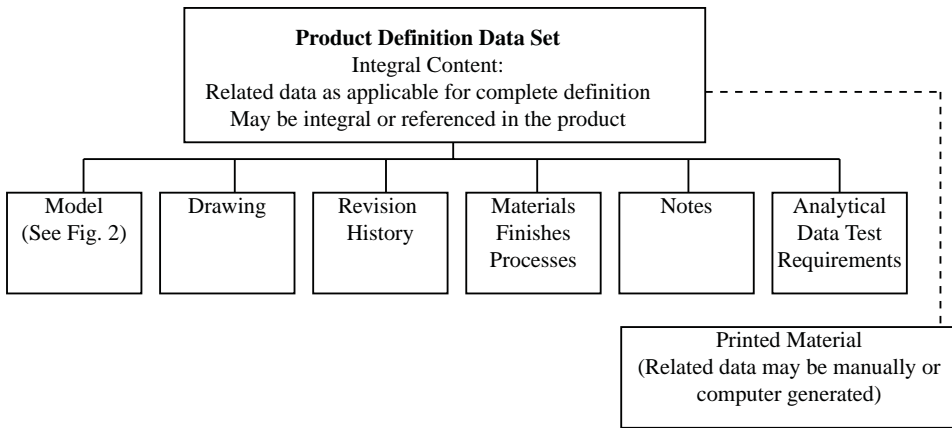 Product Definition Data Set
Integral Content:
Related data as applicable for complete definition
May be integral or referenced in the product
Model
(See Fig. 2)
Drawing
Revision
History
Materials
Finishes
Processes
Notes
Analytical
Data Test
Requirements
Printed Material
(Related data may be manually or
computer generated)